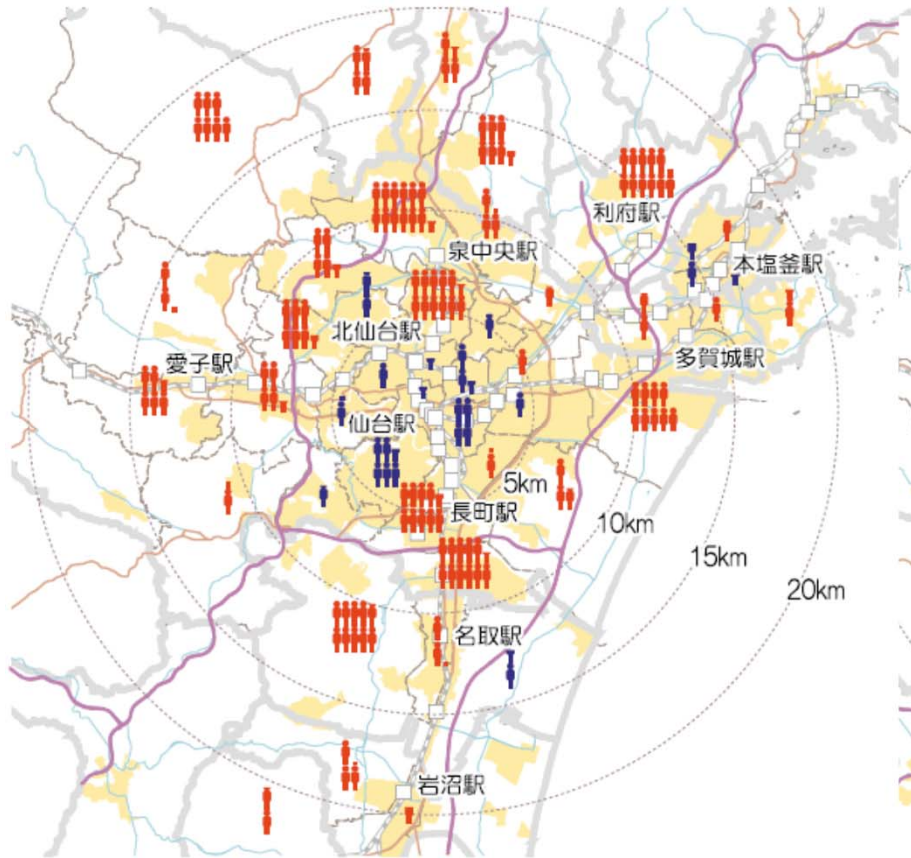 利府駅
泉中央駅
本塩釜駅
北仙台駅
愛子駅
多賀城駅
仙台駅
5km
長町駅
10km
15km
20km
名取駅
岩沼駅